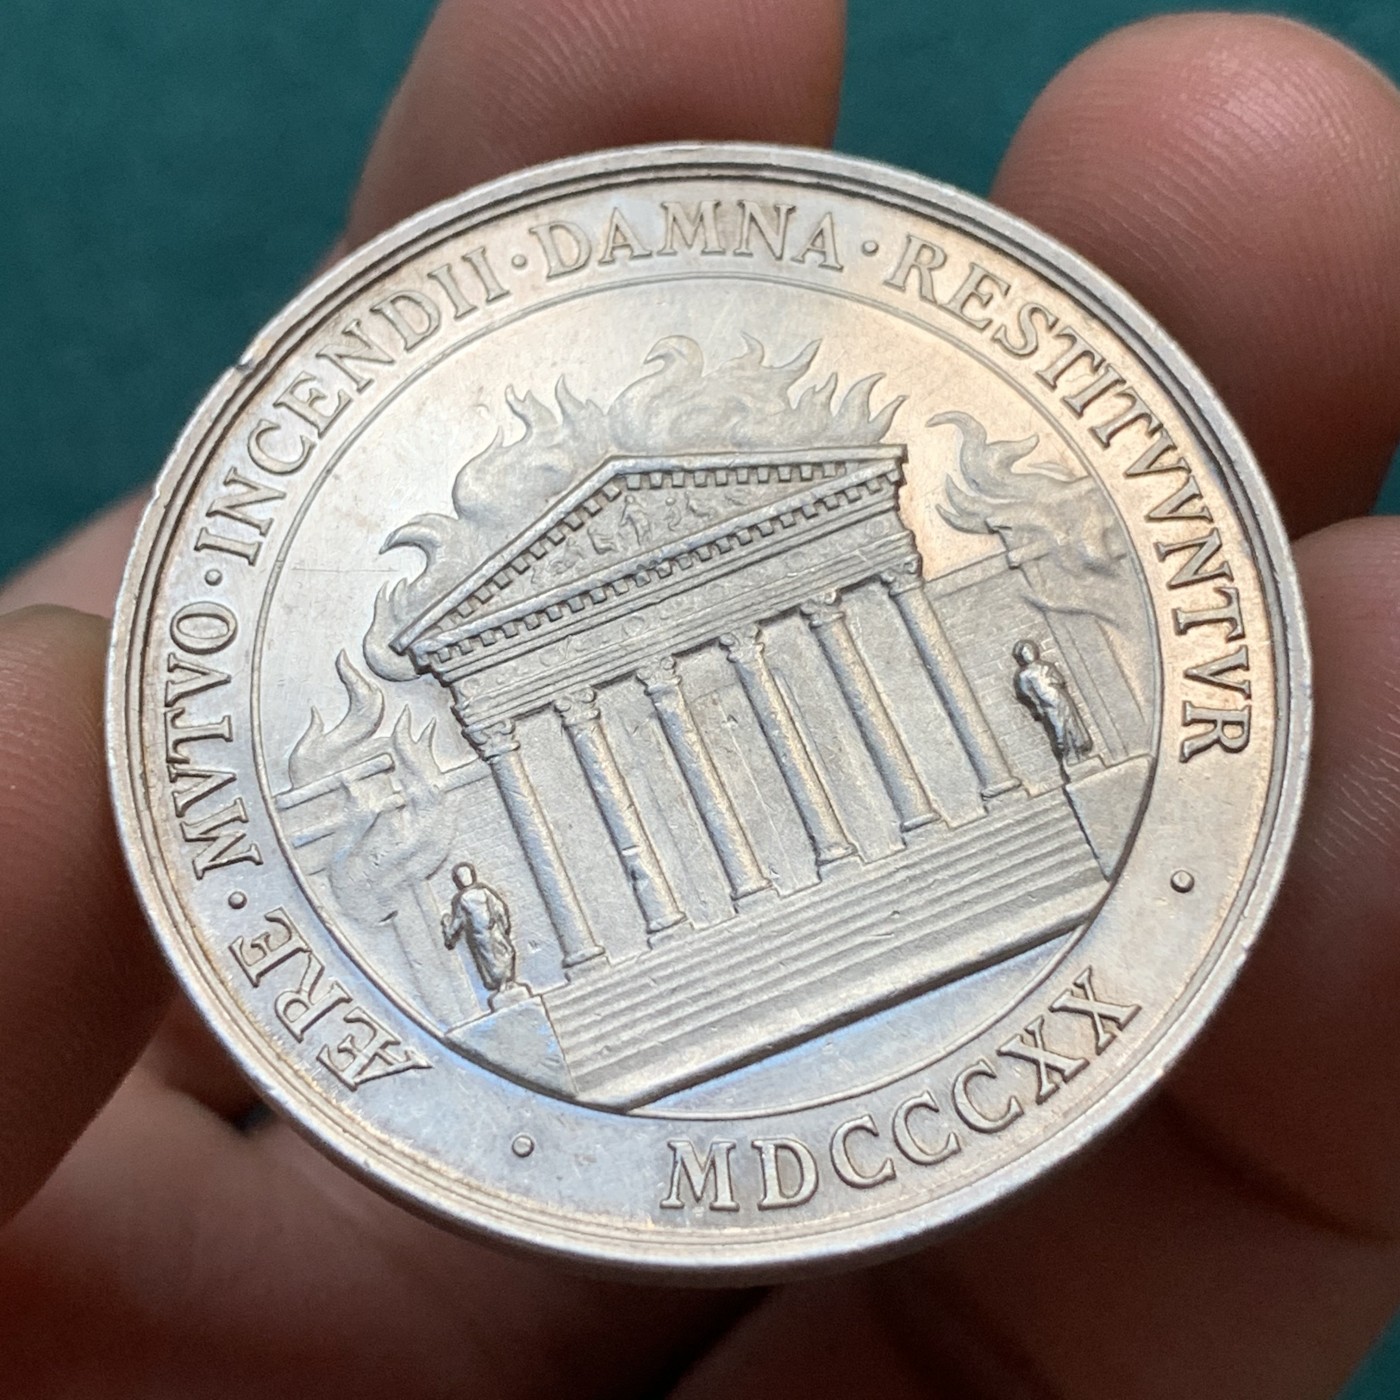 ÆRE · MVTVO · INCENDII · DAMNA · RESTITVVNTVR
· MDCCCXX ·